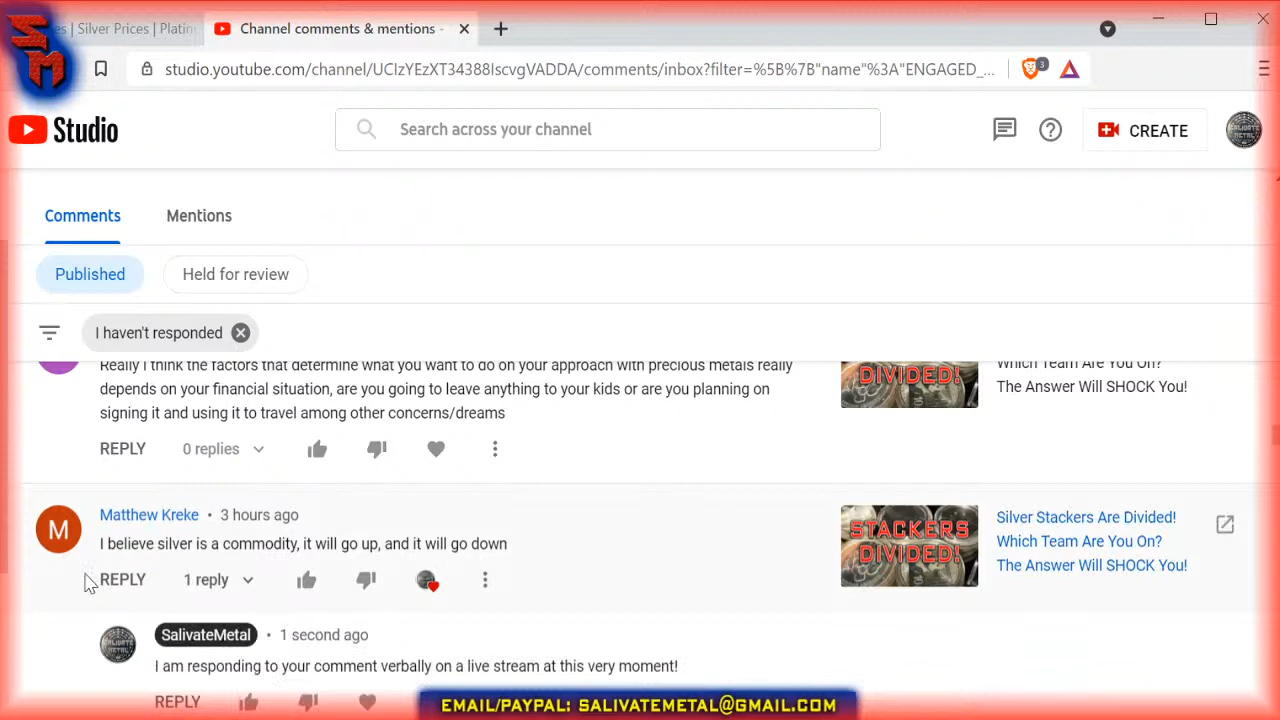 SM
es | Silver Prices | Platin
Channel comments & mentions -
studio.youtube.com/channel/UCIzYEzXT34388IscvgVADDA/comments/inbox?filter=%5B%7B"name"%3A"ENGAGED_...
3
Studio
Search across your channel
CREATE
SALIVATE METAL
Comments
Mentions
Published
Held for review
I haven't responded
Really I think the factors that determine what you want to do on your approach with precious metals really
depends on your financial situation, are you going to leave anything to your kids or are you planning on
signing it and using it to travel among other concerns/dreams
DIVIDED!
Which Team Are You On?
The Answer Will SHOCK You!
REPLY
0 replies
M
Matthew Kreke • 3 hours ago
I believe silver is a commodity, it will go up, and it will go down
REPLY
1 reply
STACKERS
DIVIDED!
Silver Stackers Are Divided!
Which Team Are You On?
The Answer Will SHOCK You!
SALIVATE METAL
SalivateMetal • 1 second ago
I am responding to your comment verbally on a live stream at this very moment!
REPLY
EMAIL/PAYPAL: SALIVATEMETAL@GMAIL.COM